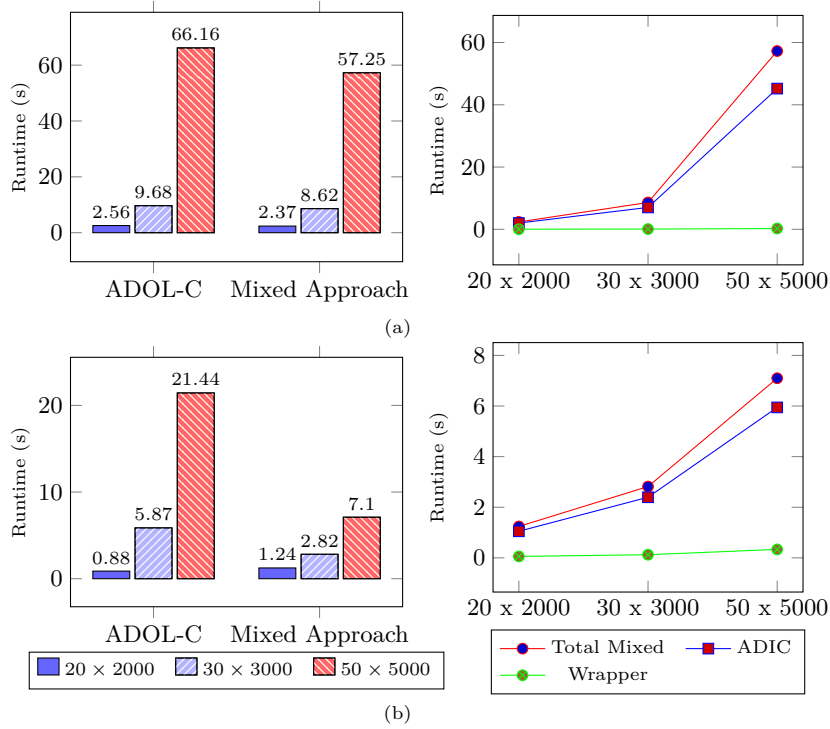 66.16
57.25
9.68
8.62
2.56
2.37
60
40
20
0
Runtime (s)
ADOL-C Mixed Approach
60
40
20
0
Runtime (s)
20 x 2000 30 x 3000 50 x 5000
(a)
21.44
5.87
7.1
0.88
1.24
2.82
20
10
0
Runtime (s)
ADOL-C Mixed Approach
20 × 2000 30 × 3000 50 × 5000
8
6
4
2
0
Runtime (s)
20 x 2000 30 x 3000 50 x 5000
Total Mixed ADIC
Wrapper
(b)